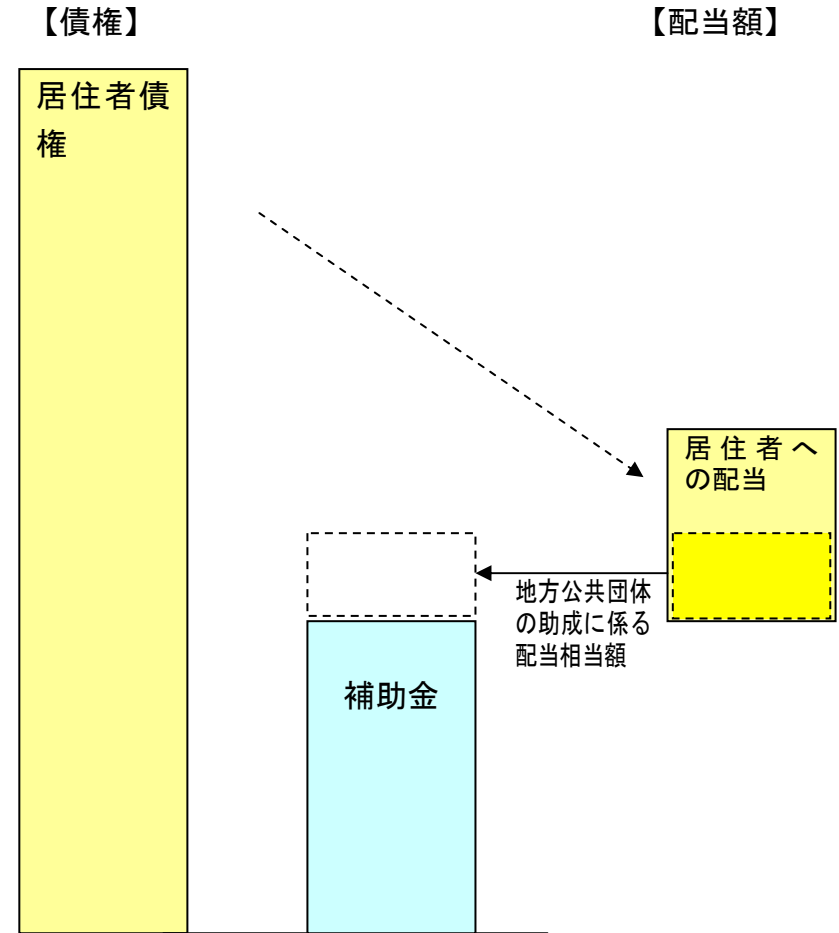 【債権】
【配当額】
居住者債
権
居住者へ
の配当
地方公共団体
の助成に係る
配当相当額
補助金